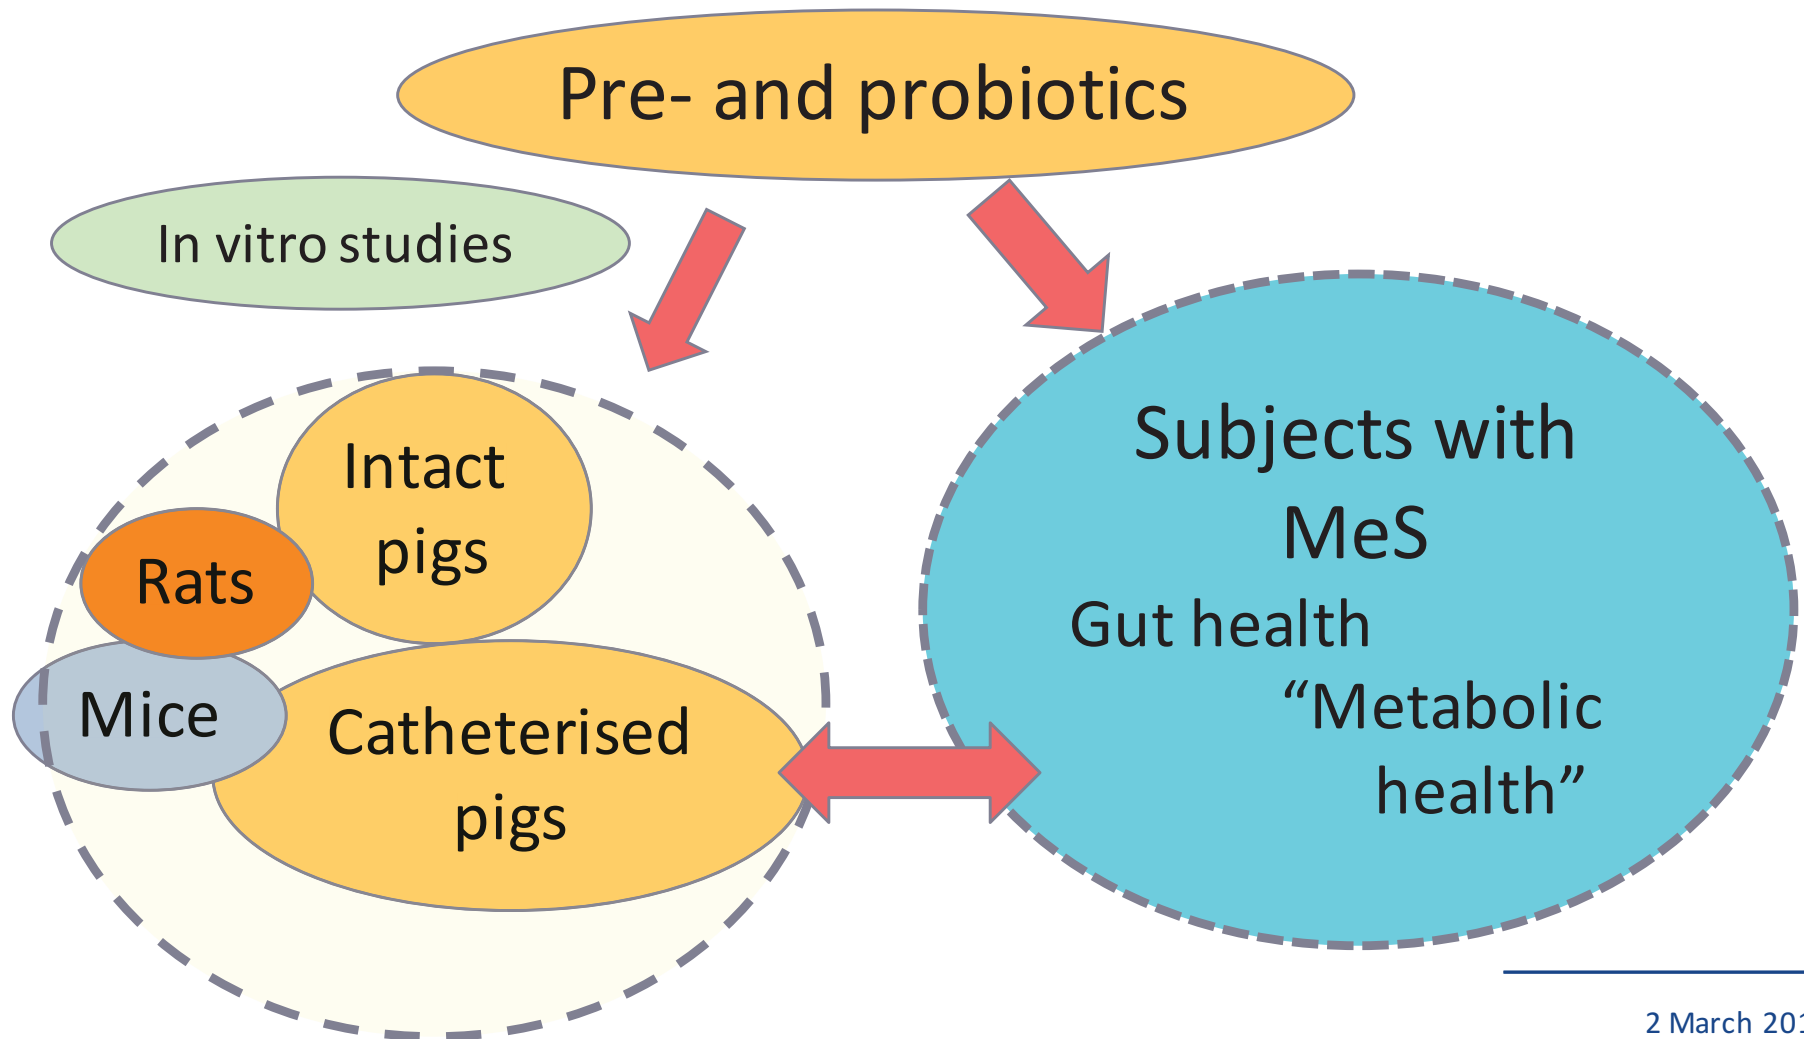 Pre- and probiotics
In vitro studies
Intact
pigs
Rats
Mice
Catheterised
pigs
Subjects with
MeS
Gut health
“Metabolic
health”
2 March